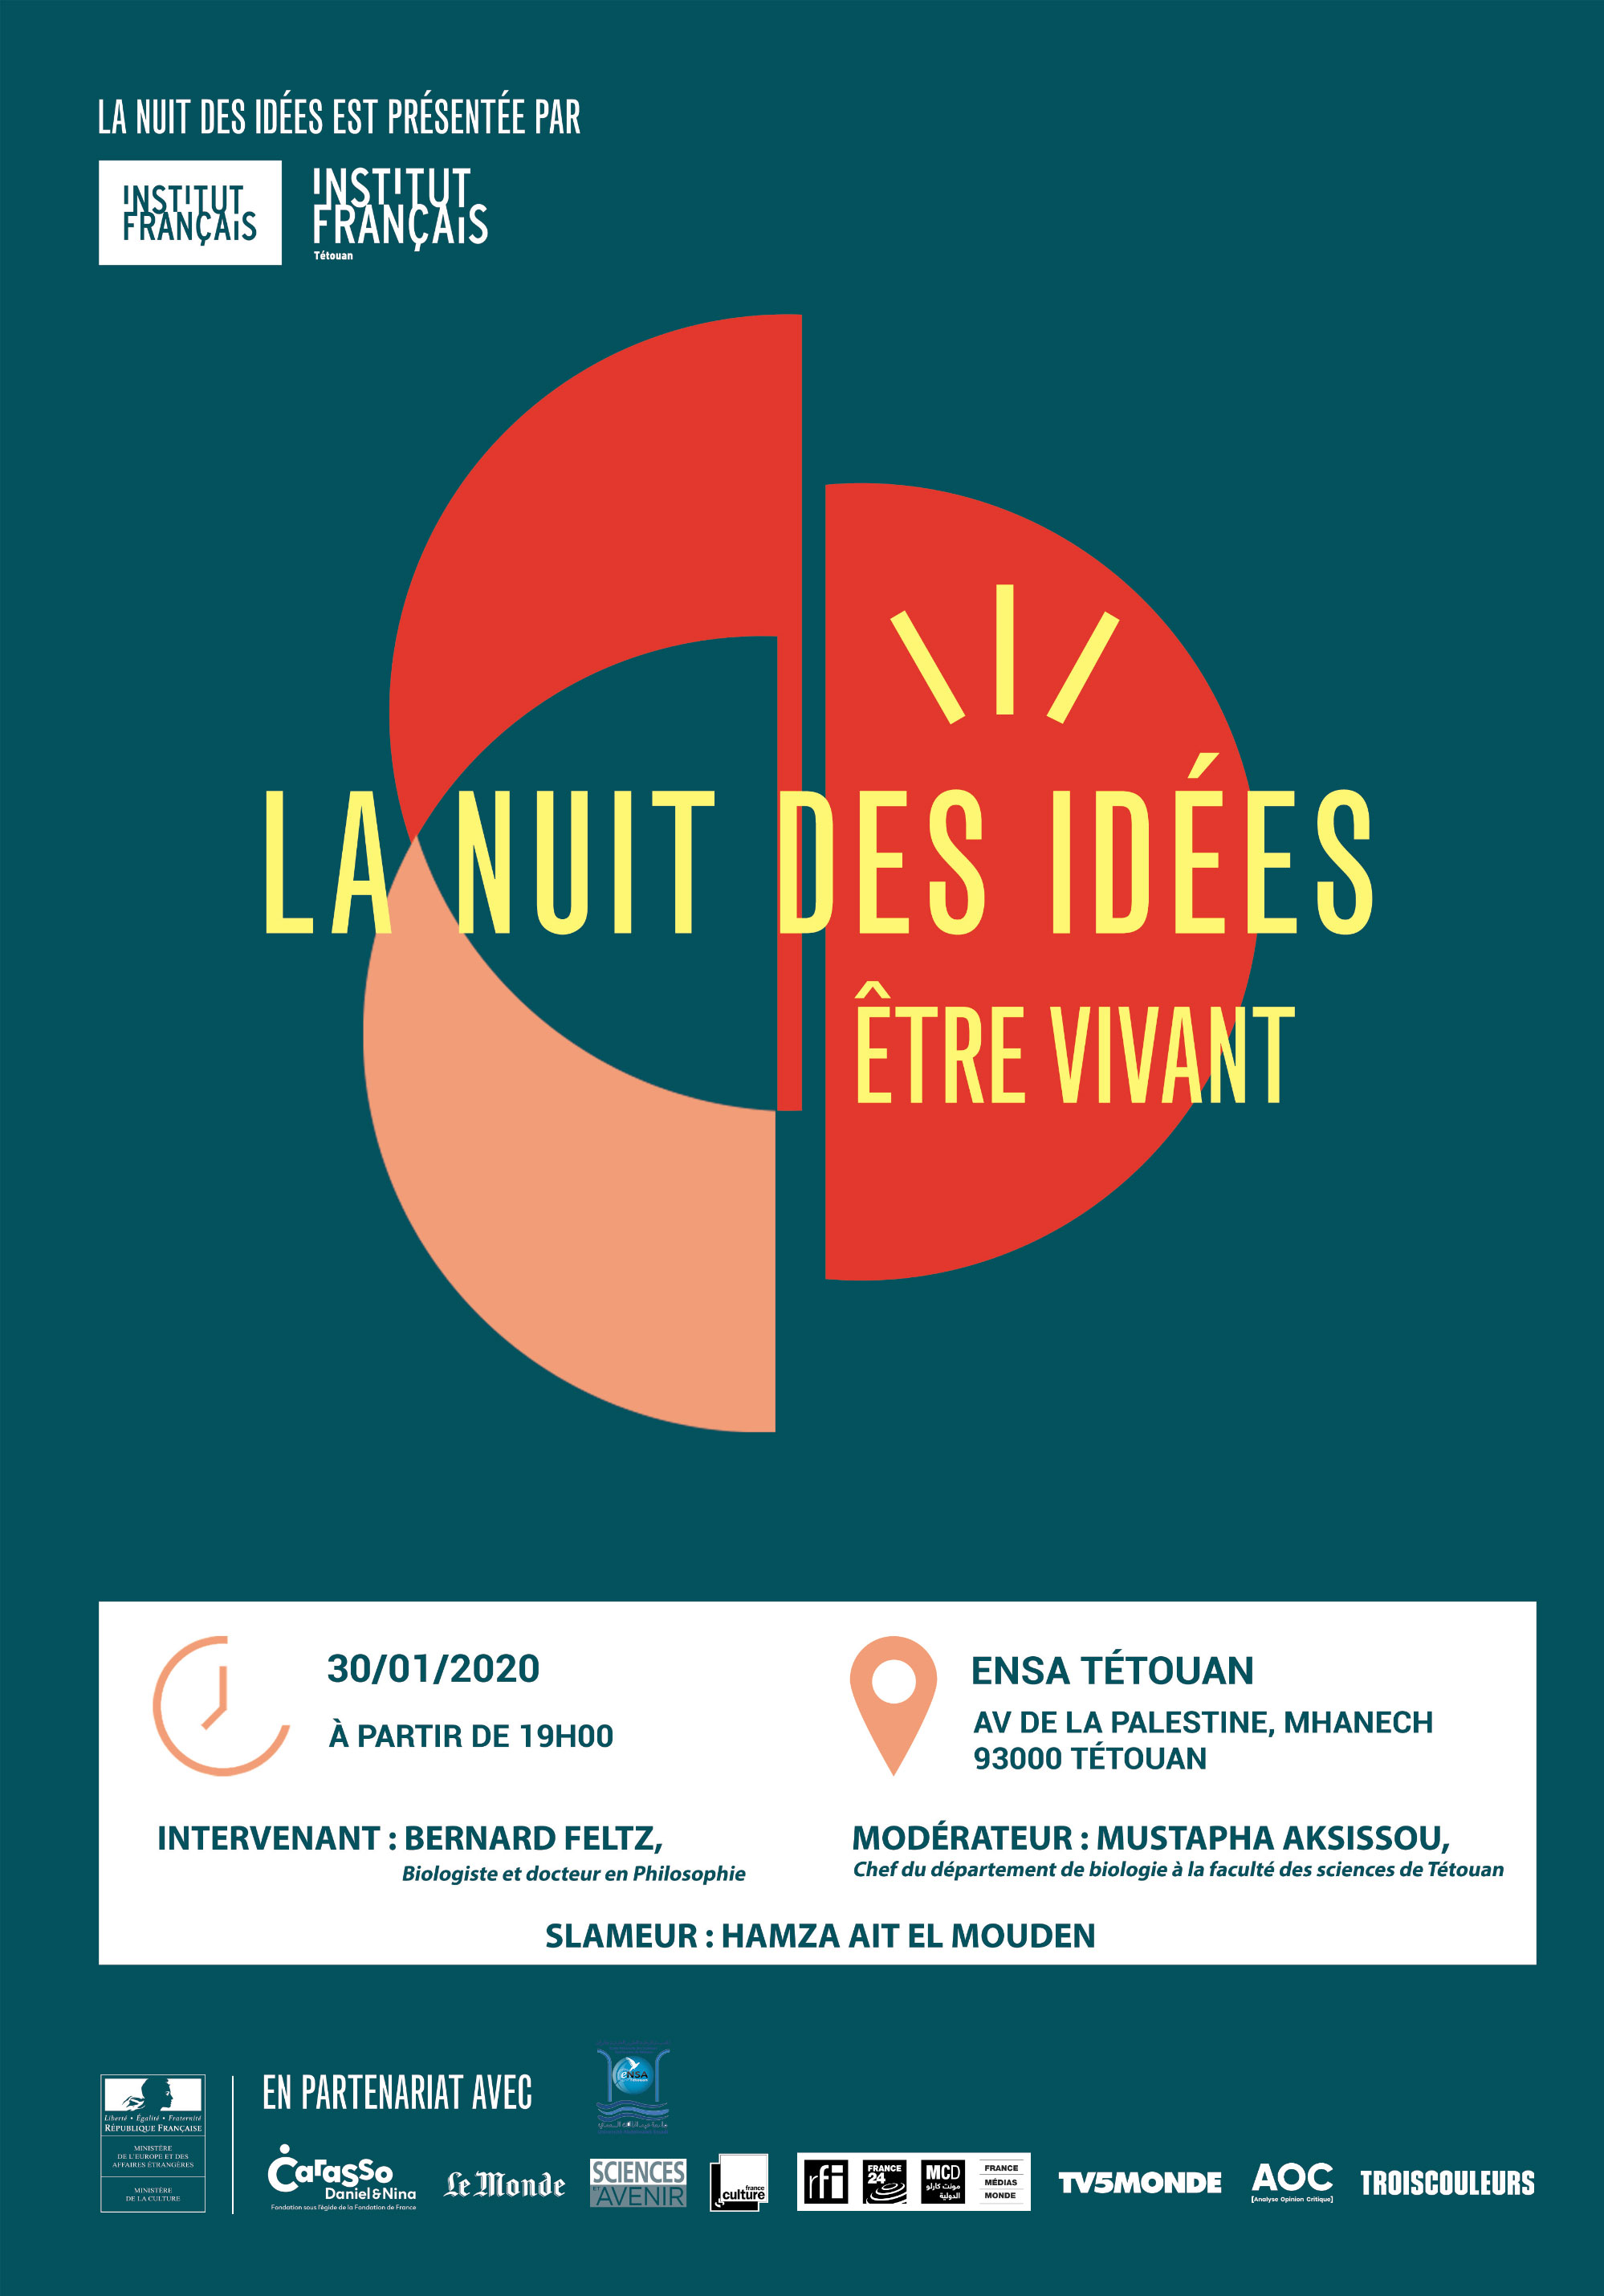 LA NUIT DES IDÉES EST PRÉSENTÉE PAR
INSTITUT
FRANÇAIS
INSTITUT
FRANÇAIS
Tétouan
LA NUIT DES IDÉES
ÊTRE VIVANT
30/01/2020
À PARTIR DE 19H00
ENSA TÉTOUAN
AV DE LA PALESTINE, MHANECH
93000 TÉTOUAN
INTERVENANT : BERNARD FELTZ,
Biologiste et docteur en Philosophie
MODÉRATEUR : MUSTAPHA AKSISSOU,
Chef du département de biologie à la faculté des sciences de Tétouan
SLAMEUR : HAMZA AIT EL MOUDEN
Liberté • Égalité • Fraternité
RÉPUBLIQUE FRANÇAISE
MINISTÈRE
DE L'EUROPE ET DES
AFFAIRES ÉTRANGÈRES
MINISTÈRE
DE LA CULTURE
EN PARTENARIAT AVEC
eNSA
Carasso
Daniel & Nina
Fondation sous l'égide de la Fondation de France
Le Monde
SCIENCES
ET AVENIR
france
culture
rfi
FRANCE
24
MCD
مونت كارلو
الدولية
FRANCE
MÉDIAS
MONDE
TV5MONDE
AOC
[Analyse Opinion Critique]
TROISCOULEURS